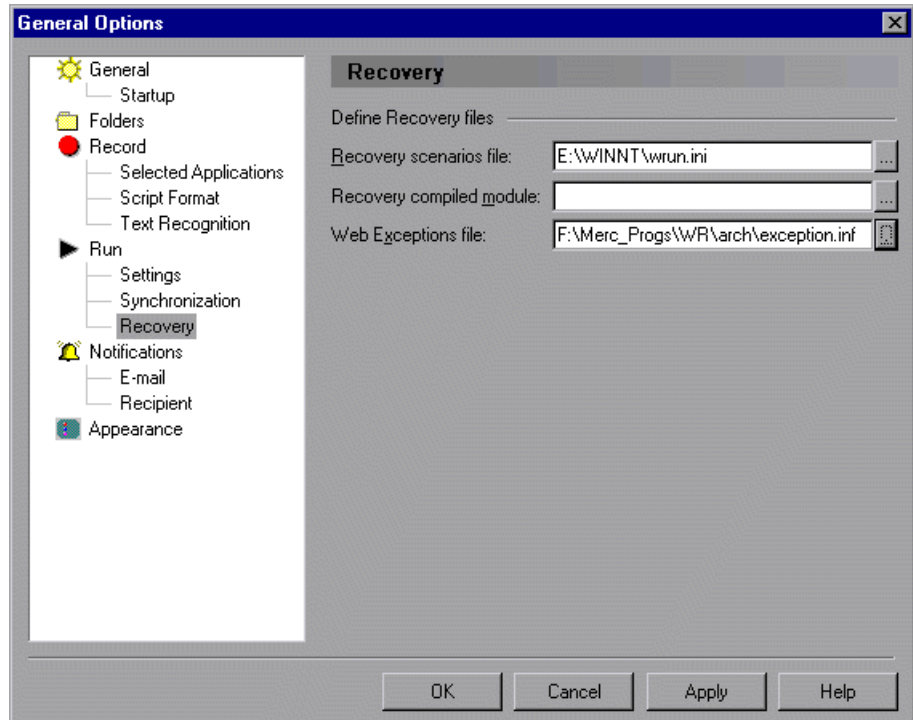 General Options
General
Startup
Folders
Record
Selected Applications
Script Format
Text Recognition
Run
Settings
Synchronization
Recovery
Notifications
E-mail
Recipient
Appearance
Recovery
Define Recovery files
Recovery scenarios file: E:\WINNT\wrun.ini ...
Recovery compiled module: ...
Web Exceptions file: F:\Merc_Progs\WR\arch\exception.inf ...
OK Cancel Apply Help